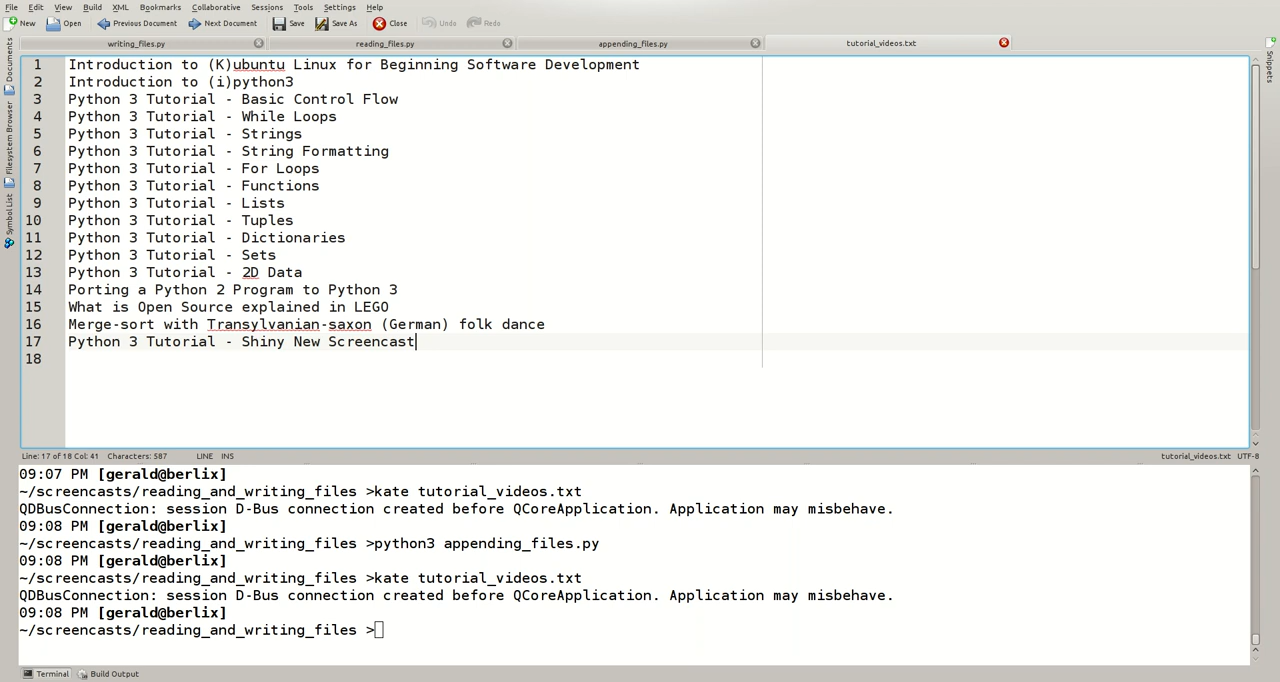 File Edit View Build XML Bookmarks Collaborative Sessions Tools Settings Help
New Open Previous Document Next Document Save Save As Close Undo Redo
writing_files.py reading_files.py appending_files.py tutorial_videos.txt
Documents
Filesystem Browser
Symbol List
Snippets
1 Introduction to (K)ubuntu Linux for Beginning Software Development
2 Introduction to (i)python3
3 Python 3 Tutorial - Basic Control Flow
4 Python 3 Tutorial - While Loops
5 Python 3 Tutorial - Strings
6 Python 3 Tutorial - String Formatting
7 Python 3 Tutorial - For Loops
8 Python 3 Tutorial - Functions
9 Python 3 Tutorial - Lists
10 Python 3 Tutorial - Tuples
11 Python 3 Tutorial - Dictionaries
12 Python 3 Tutorial - Sets
13 Python 3 Tutorial - 2D Data
14 Porting a Python 2 Program to Python 3
15 What is Open Source explained in LEGO
16 Merge-sort with Transylvanian-saxon (German) folk dance
17 Python 3 Tutorial - Shiny New Screencast
18
Line: 17 of 18 Col: 41 Characters: 587 LINE INS tutorial_videos.txt UTF-8
09:07 PM [gerald@berlix]
~/screencasts/reading_and_writing_files >kate tutorial_videos.txt
QDBusConnection: session D-Bus connection created before QCoreApplication. Application may misbehave.
09:08 PM [gerald@berlix]
~/screencasts/reading_and_writing_files >python3 appending_files.py
09:08 PM [gerald@berlix]
~/screencasts/reading_and_writing_files >kate tutorial_videos.txt
QDBusConnection: session D-Bus connection created before QCoreApplication. Application may misbehave.
09:08 PM [gerald@berlix]
~/screencasts/reading_and_writing_files >
Terminal Build Output